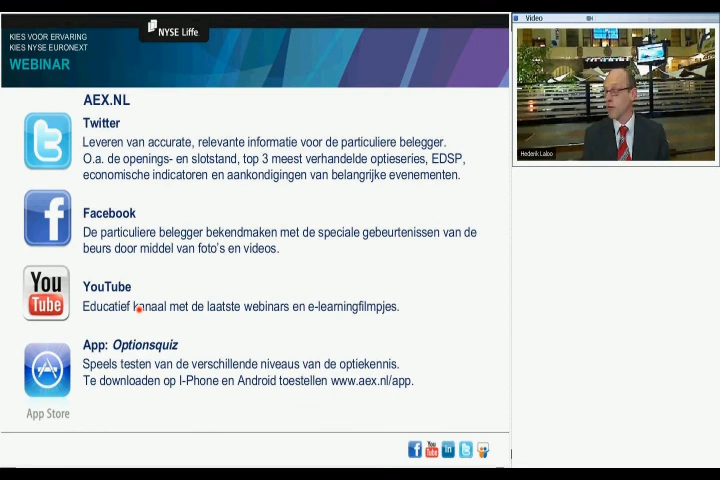 KIES VOOR ERVARING
KIES NYSE EURONEXT
WEBINAR
NYSE Liffe
AEX.NL
Twitter
Leveren van accurate, relevante informatie voor de particuliere belegger.
O.a. de openings- en slotstand, top 3 meest verhandelde optieseries, EDSP,
economische indicatoren en aankondigingen van belangrijke evenementen.
Facebook
De particuliere belegger bekendmaken met de speciale gebeurtenissen van de
beurs door middel van foto's en videos.
You
Tube
YouTube
Educatief kanaal met de laatste webinars en e-learningfilmpjes.
App: Optionsquiz
Speels testen van de verschillende niveaus van de optiekennis.
Te downloaden op I-Phone en Android toestellen www.aex.nl/app.
App Store
You
Tube
in
Video
Hederik Laloo